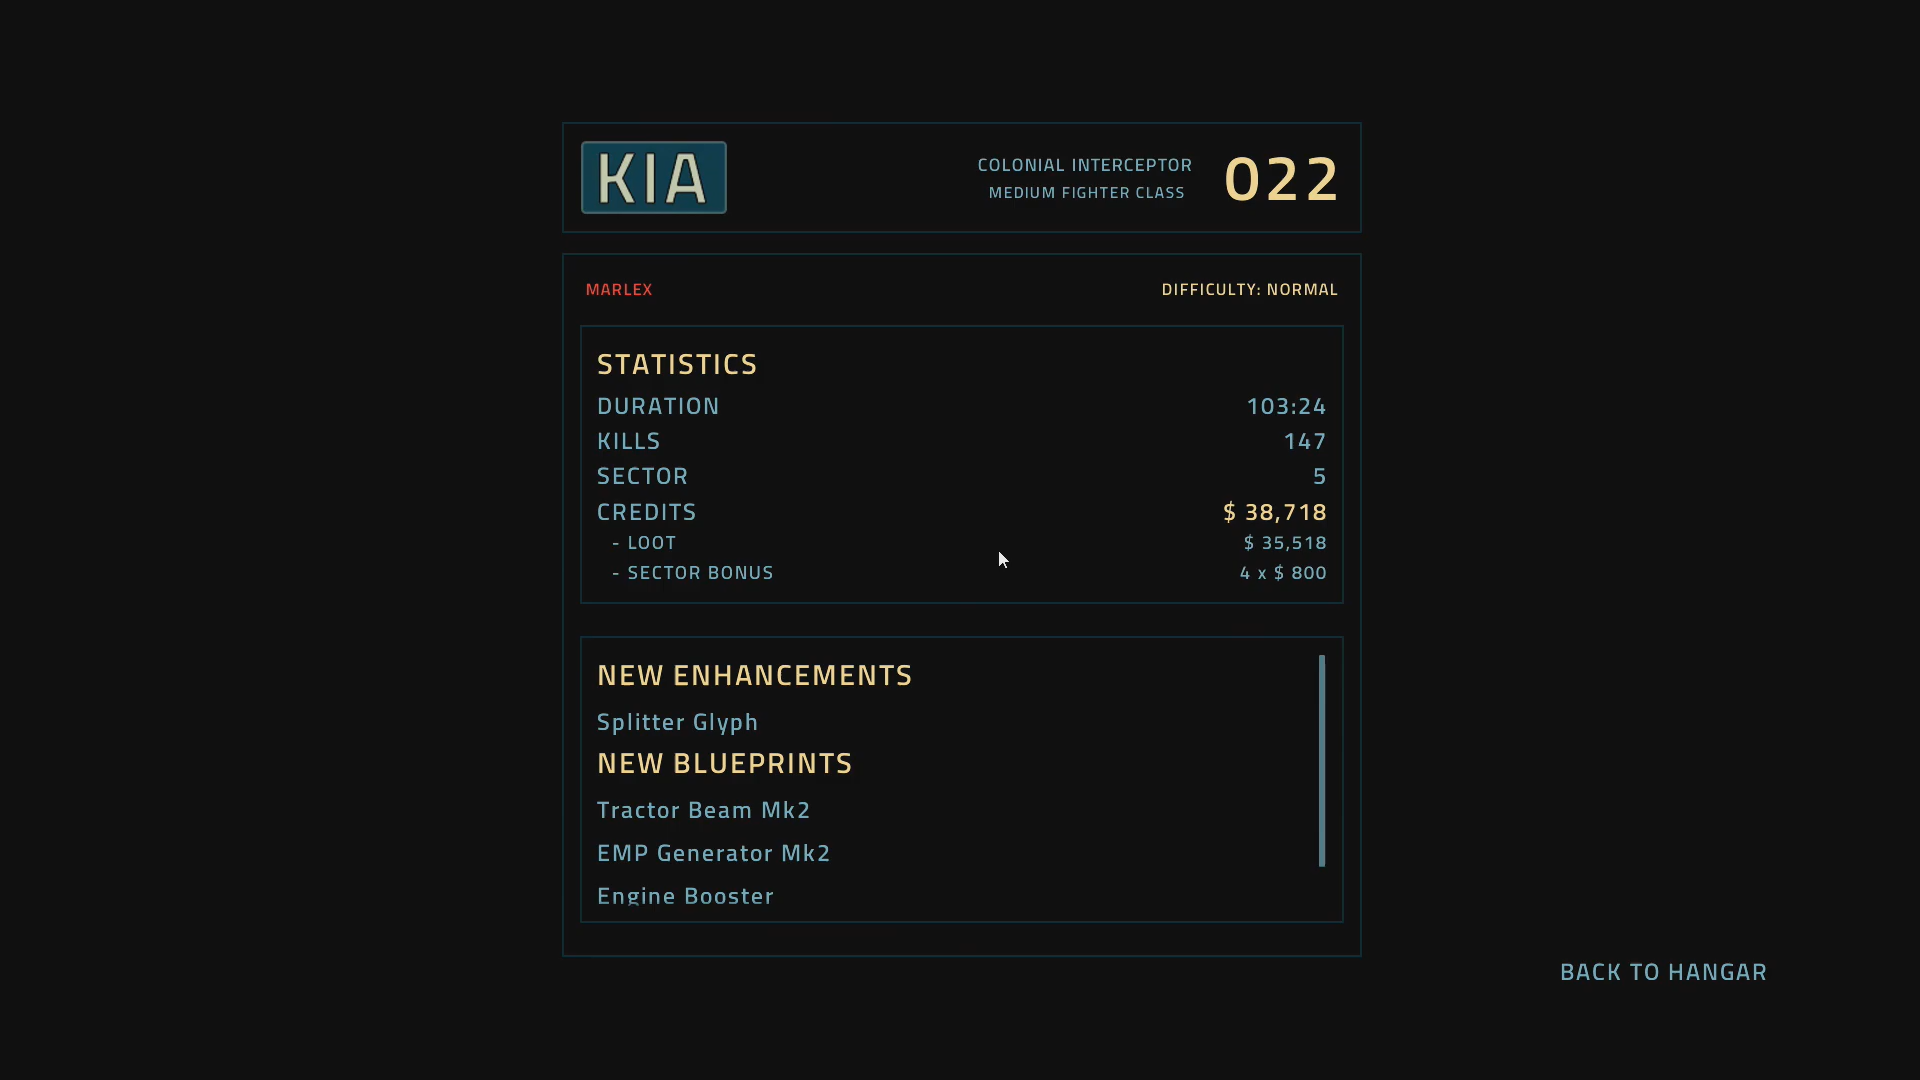 KIA
COLONIAL INTERCEPTOR
MEDIUM FIGHTER CLASS
022
MARLEX
DIFFICULTY: NORMAL
STATISTICS
DURATION 103:24
KILLS 147
SECTOR 5
CREDITS $ 38,718
- LOOT $ 35,518
- SECTOR BONUS 4 x $ 800
NEW ENHANCEMENTS
Splitter Glyph
NEW BLUEPRINTS
Tractor Beam Mk2
EMP Generator Mk2
Engine Booster
BACK TO HANGAR